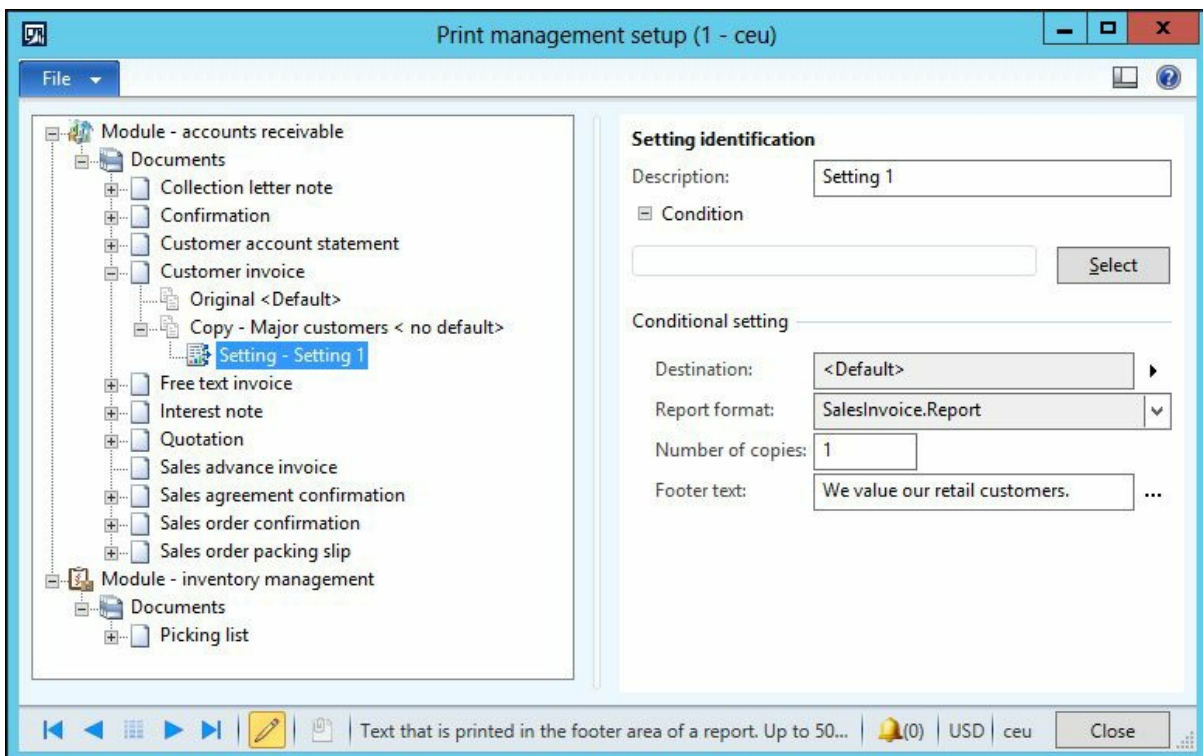 Print management setup (1 - ceu)
File
Module - accounts receivable
Documents
Collection letter note
Confirmation
Customer account statement
Customer invoice
Original <Default>
Copy - Major customers < no default>
Setting - Setting 1
Free text invoice
Interest note
Quotation
Sales advance invoice
Sales agreement confirmation
Sales order confirmation
Sales order packing slip
Module - inventory management
Documents
Picking list
Setting identification
Description: Setting 1
Condition
Select
Conditional setting
Destination: <Default>
Report format: SalesInvoice.Report
Number of copies: 1
Footer text: We value our retail customers. ...
Text that is printed in the footer area of a report. Up to 50... (0) USD ceu Close